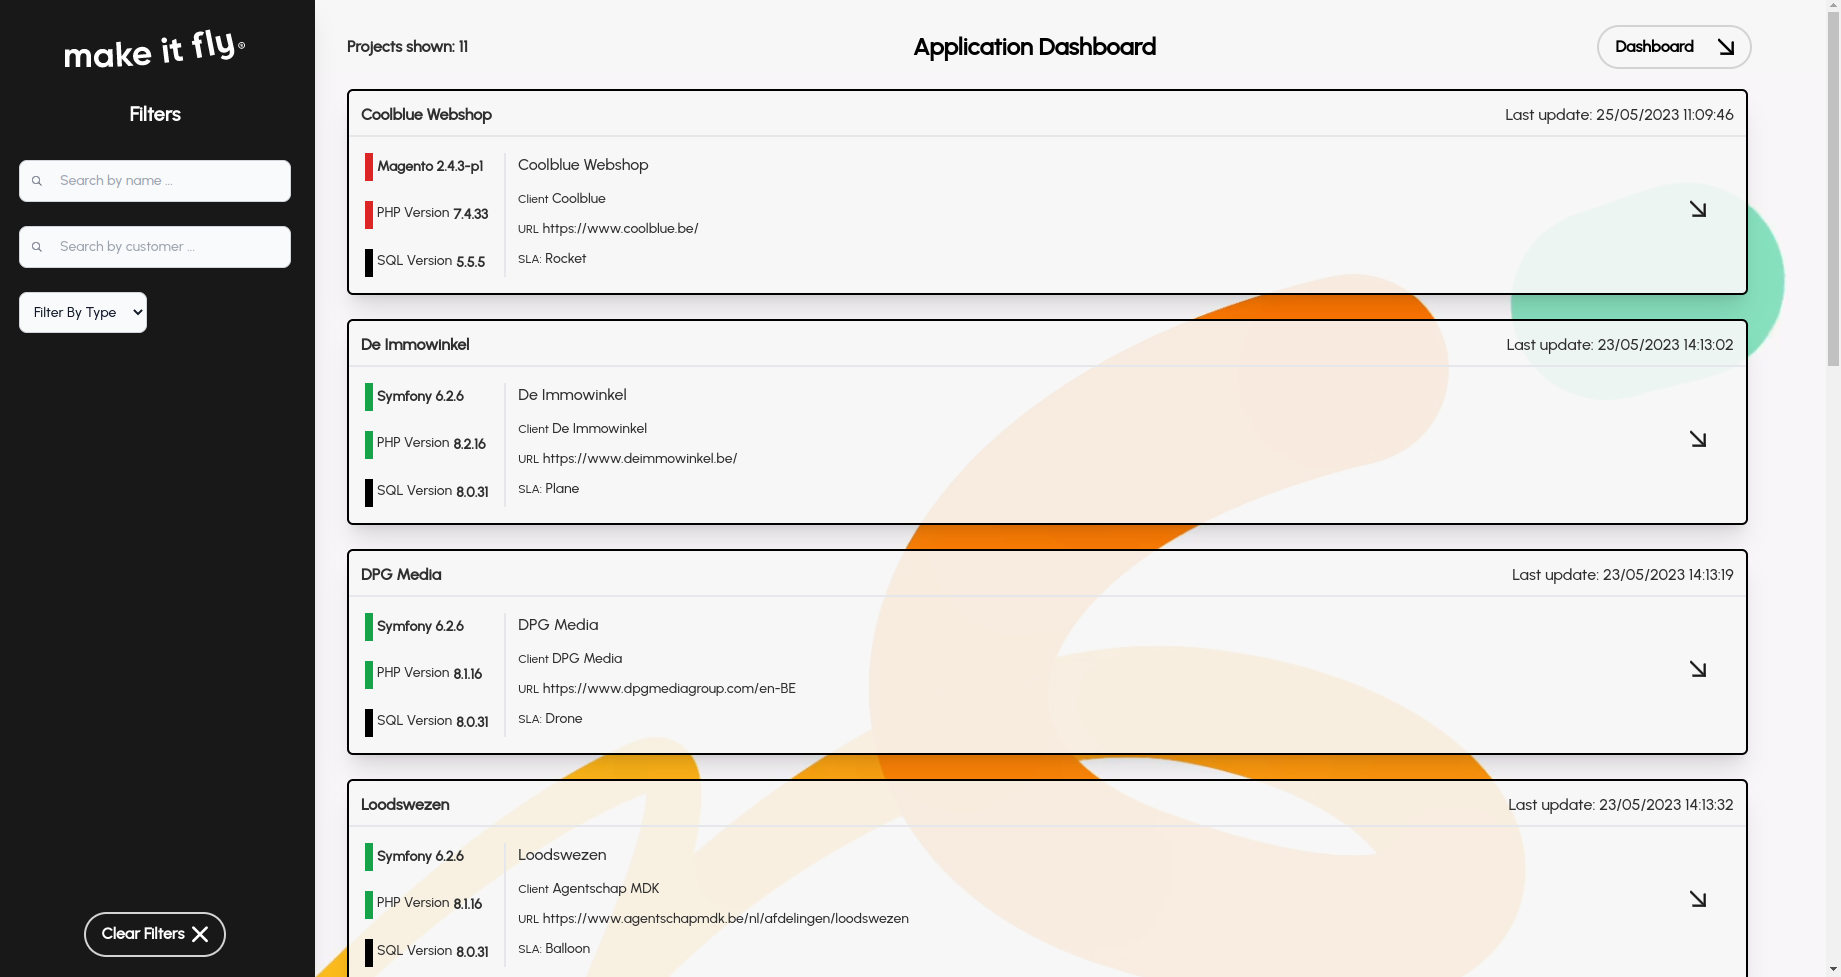 make it fly®
Filters
Search by name ...
Search by customer ...
Filter By Type
Clear Filters
Projects shown: 11
Application Dashboard
Dashboard
Coolblue Webshop
Last update: 25/05/2023 11:09:46
Magento 2.4.3-p1
PHP Version 7.4.33
SQL Version 5.5.5
Coolblue Webshop
Client Coolblue
URL https://www.coolblue.be/
SLA: Rocket
De Immowinkel
Last update: 23/05/2023 14:13:02
Symfony 6.2.6
PHP Version 8.2.16
SQL Version 8.0.31
De Immowinkel
Client De Immowinkel
URL https://www.deimmowinkel.be/
SLA: Plane
DPG Media
Last update: 23/05/2023 14:13:19
Symfony 6.2.6
PHP Version 8.1.16
SQL Version 8.0.31
DPG Media
Client DPG Media
URL https://www.dpgmediagroup.com/en-BE
SLA: Drone
Loodswezen
Last update: 23/05/2023 14:13:32
Symfony 6.2.6
PHP Version 8.1.16
SQL Version 8.0.31
Loodswezen
Client Agentschap MDK
URL https://www.agentschapmdk.be/nl/afdelingen/loodswezen
SLA: Balloon